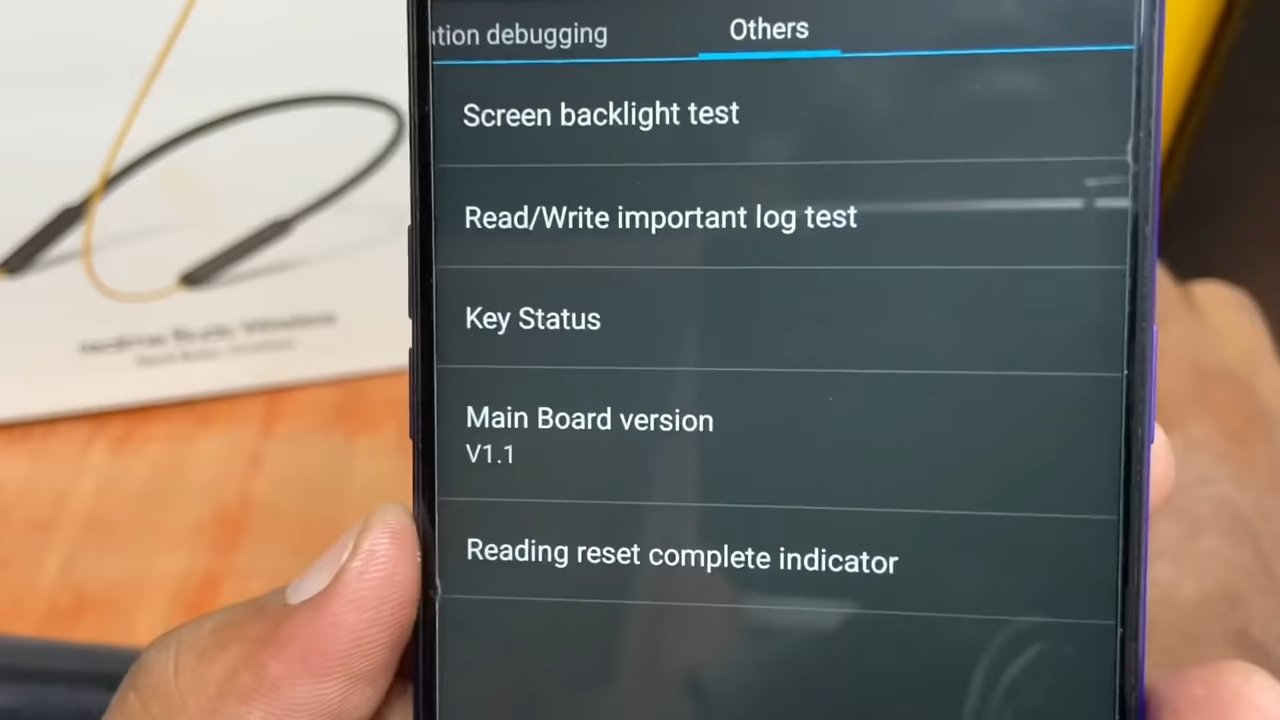 tion debugging
Others
Screen backlight test
Read/Write important log test
Key Status
Main Board version
V1.1
Reading reset complete indicator